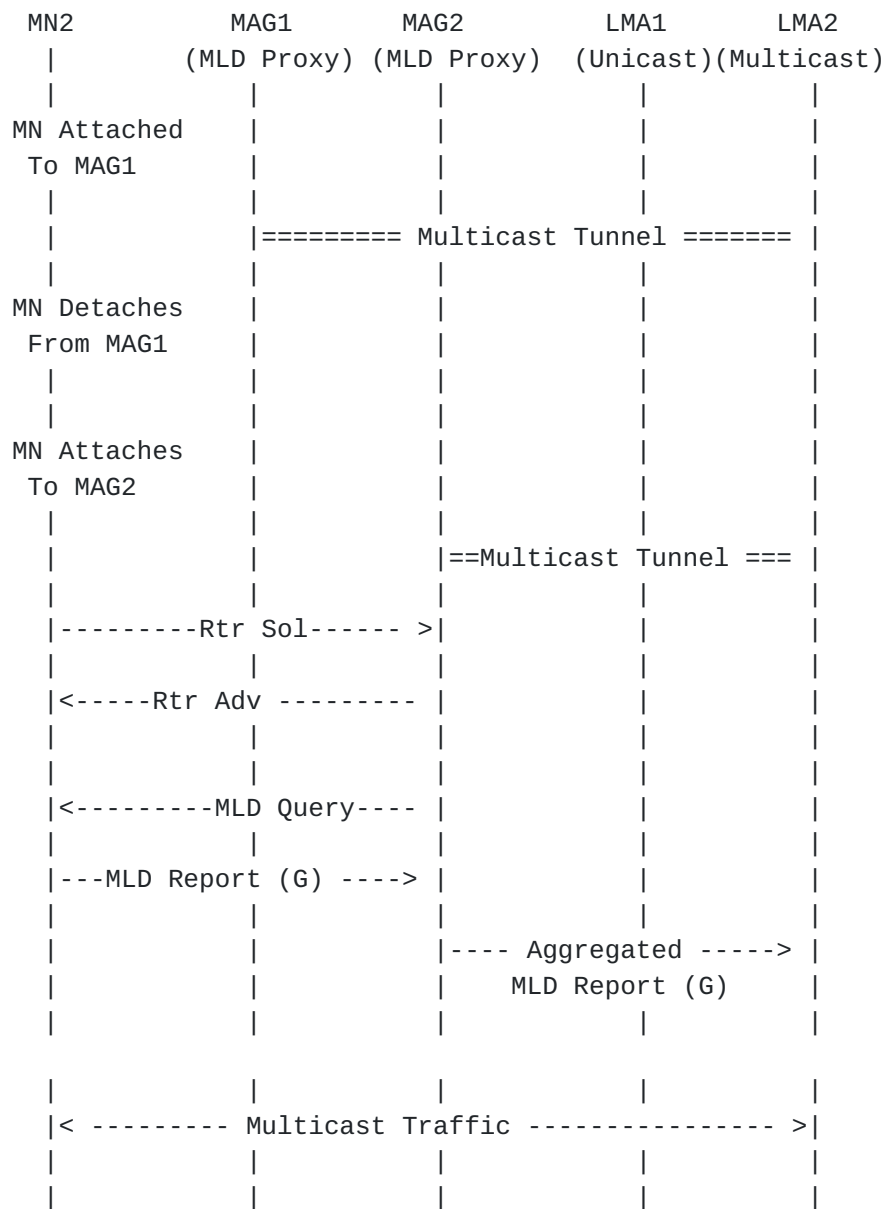 MN2 MAG1 MAG2 LMA1 LMA2
| (MLD Proxy) (MLD Proxy) (Unicast)(Multicast)
| | | | |
MN Attached | | | |
To MAG1 | | | |
| | | | |
| |========= Multicast Tunnel ======= |
| | | | |
MN Detaches | | | |
From MAG1 | | | |
| | | | |
| | | | |
MN Attaches | | | |
To MAG2 | | | |
| | | | |
| | |==Multicast Tunnel === |
| | | | |
|---------Rtr Sol------ >| | |
| | | | |
|<-----Rtr Adv --------- | | |
| | | | |
| | | | |
|<---------MLD Query---- | | |
| | | | |
|---MLD Report (G) ----> | | |
| | | | |
| | |---- Aggregated -----> |
| | | MLD Report (G) |
| | | | |
| | | | |
|< --------- Multicast Traffic ---------------- >|
| | | | |
| | | | |